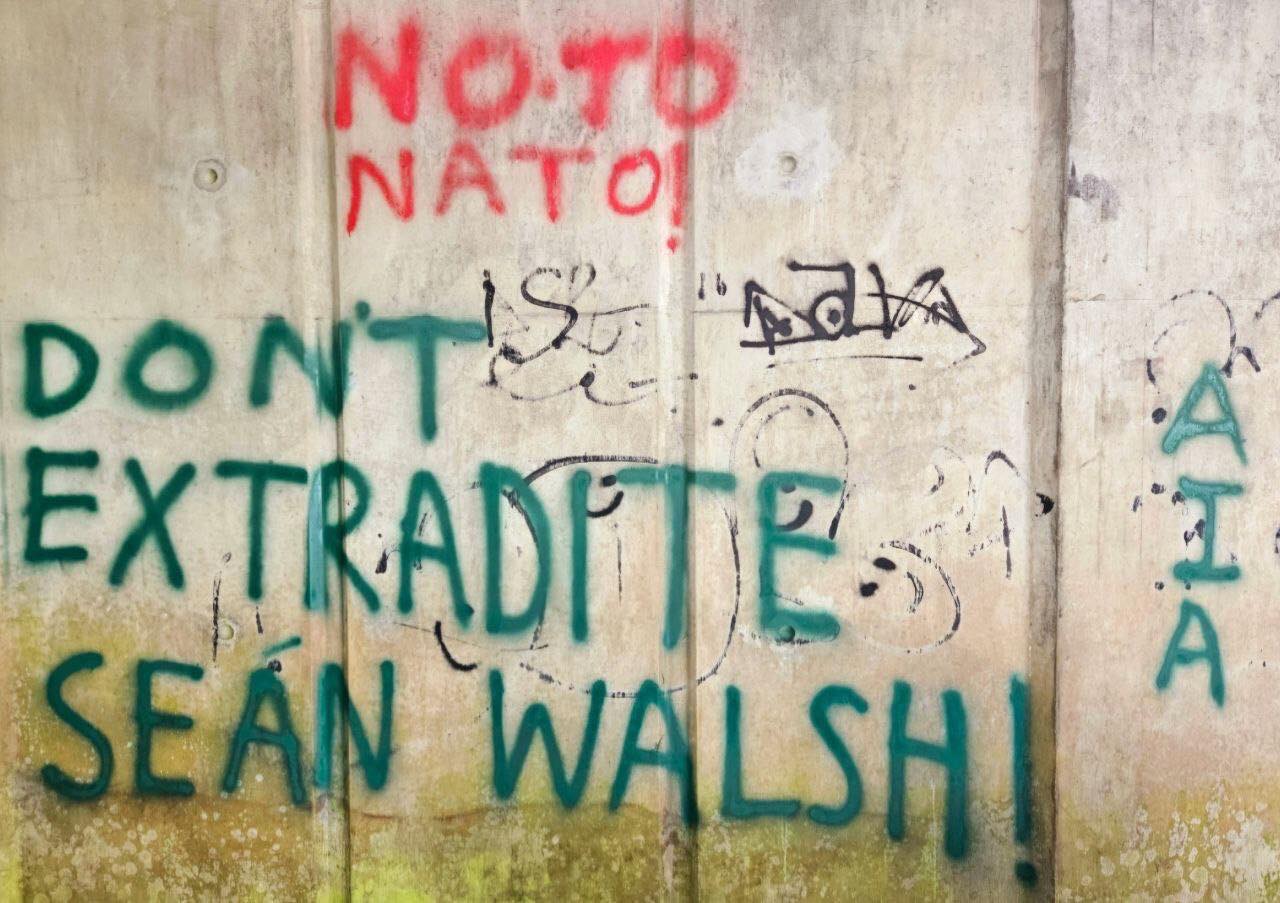 NO·TO
NATO!
DON'T
EXTRADITE
SEÁN WALSH!
A
I
A